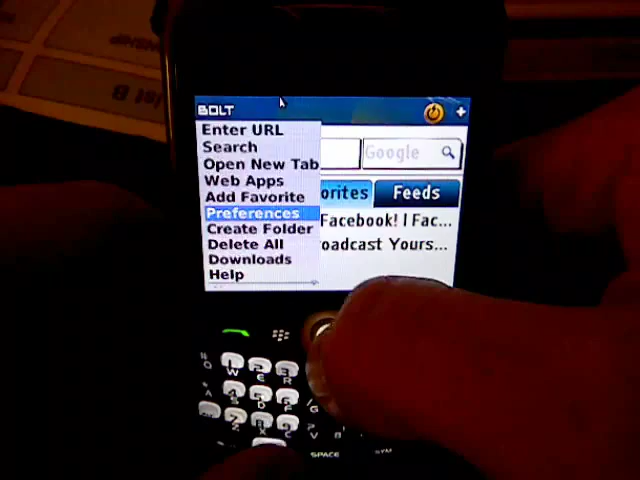 BOLT
Enter URL
Search
Open New Tab
Web Apps
Add Favorite
Preferences
Create Folder
Delete All
Downloads
Help
Google
orites
Feeds
Facebook! I Fac...
oadcast Yours...
SPACE
SYM